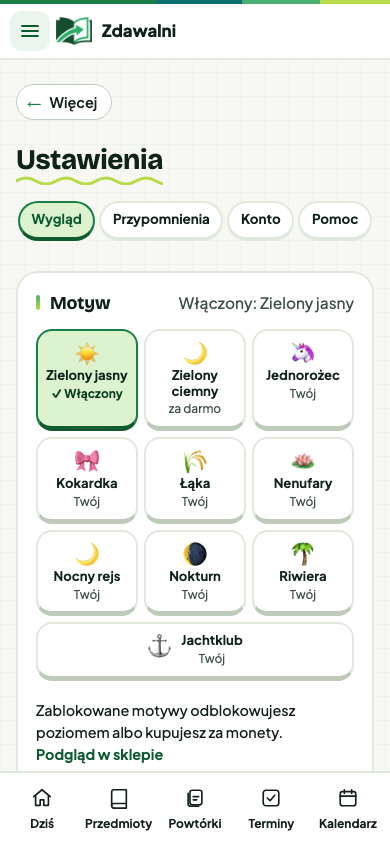 Zdawalni
← Więcej
Ustawienia
Wygląd Przypomnienia Konto Pomoc
Motyw Włączony: Zielony jasny
Zielony jasny
✓ Włączony
Zielony
ciemny
za darmo
Jednorożec
Twój
Kokardka
Twój
Łąka
Twój
Nenufary
Twój
Nocny rejs
Twój
Nokturn
Twój
Riwiera
Twój
Jachtklub
Twój
Zablokowane motywy odblokowujesz
poziomem albo kupujesz za monety.
Podgląd w sklepie
Dziś Przedmioty Powtórki Terminy Kalendarz